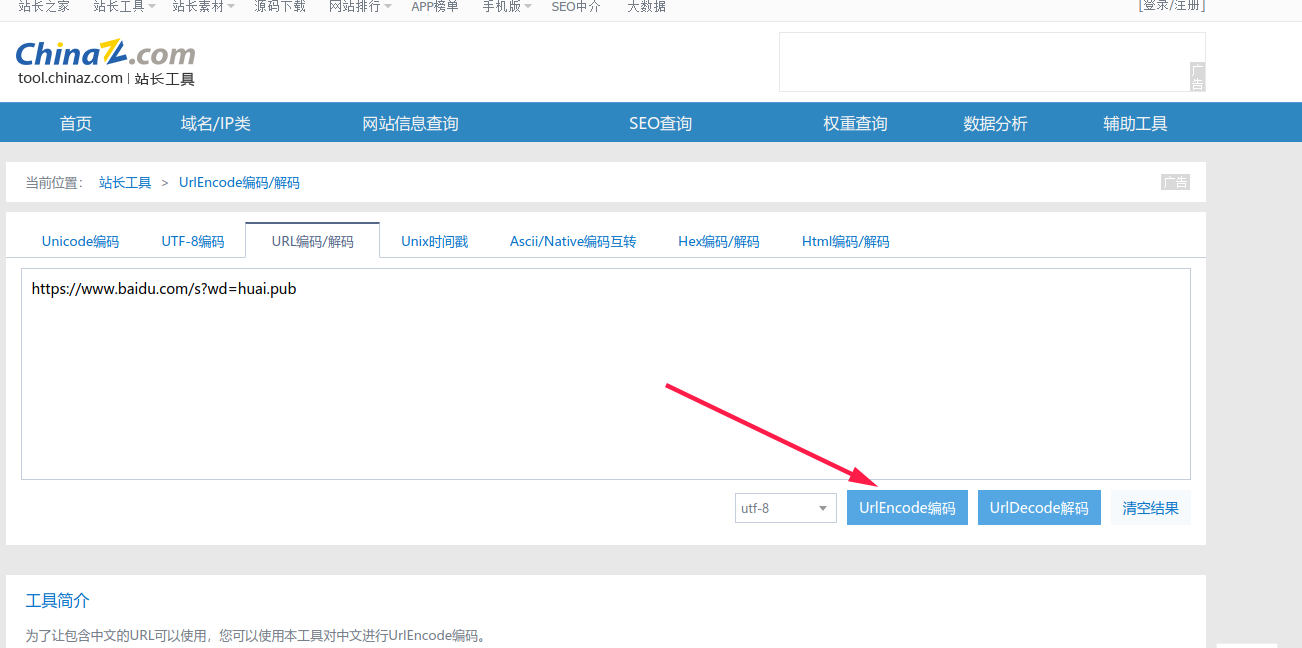 站长之家 站长工具 站长素材 源码下载 网站排行 APP榜单 手机版 SEO中介 大数据 [登录/注册]
ChinaZ.com
tool.chinaz.com | 站长工具
广告
首页 域名/IP类 网站信息查询 SEO查询 权重查询 数据分析 辅助工具
当前位置： 站长工具 > UrlEncode编码/解码 广告
Unicode编码 UTF-8编码 URL编码/解码 Unix时间戳 Ascii/Native编码互转 Hex编码/解码 Html编码/解码
https://www.baidu.com/s?wd=huai.pub
utf-8 UrlEncode编码 UrlDecode解码 清空结果
工具简介
为了让包含中文的URL可以使用，您可以使用本工具对中文进行UrlEncode编码。